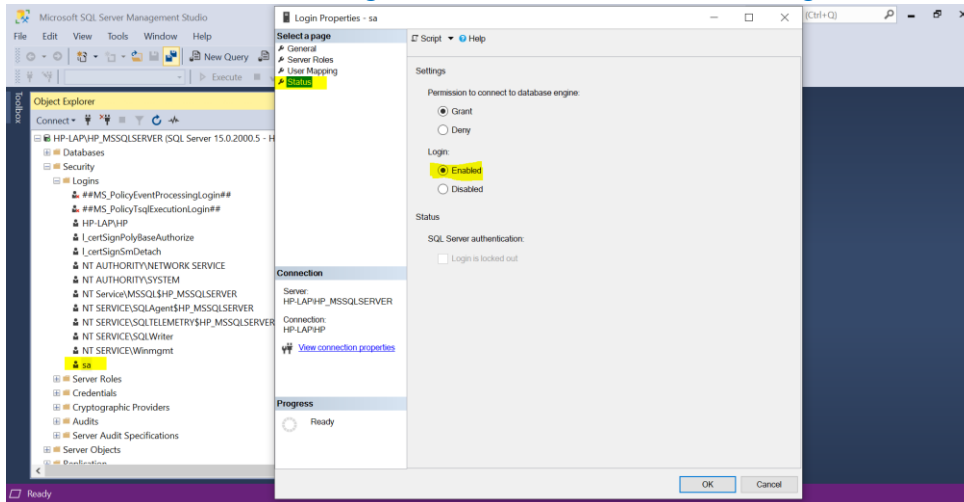 Microsoft SQL Server Management Studio
(Ctrl+Q)
File Edit View Tools Window Help
New Query
Execute
Toolbox
Object Explorer
Connect
HP-LAP\HP_MSSQLSERVER (SQL Server 15.0.2000.5 - H
Databases
Security
Logins
##MS_PolicyEventProcessingLogin##
##MS_PolicyTsqlExecutionLogin##
HP-LAP\HP
l_certSignPolyBaseAuthorize
l_certSignSmDetach
NT AUTHORITY\NETWORK SERVICE
NT AUTHORITY\SYSTEM
NT Service\MSSQL$HP_MSSQLSERVER
NT SERVICE\SQLAgent$HP_MSSQLSERVER
NT SERVICE\SQLTELEMETRY$HP_MSSQLSERVER
NT SERVICE\SQLWriter
NT SERVICE\Winmgmt
sa
Server Roles
Credentials
Cryptographic Providers
Audits
Server Audit Specifications
Server Objects
Replication
Ready
Login Properties - sa
Select a page
General
Server Roles
User Mapping
Status
Connection
Server:
HP-LAP\HP_MSSQLSERVER
Connection:
HP-LAP\HP
View connection properties
Progress
Ready
Script Help
Settings
Permission to connect to database engine:
Grant
Deny
Login:
Enabled
Disabled
Status
SQL Server authentication:
Login is locked out
OK Cancel